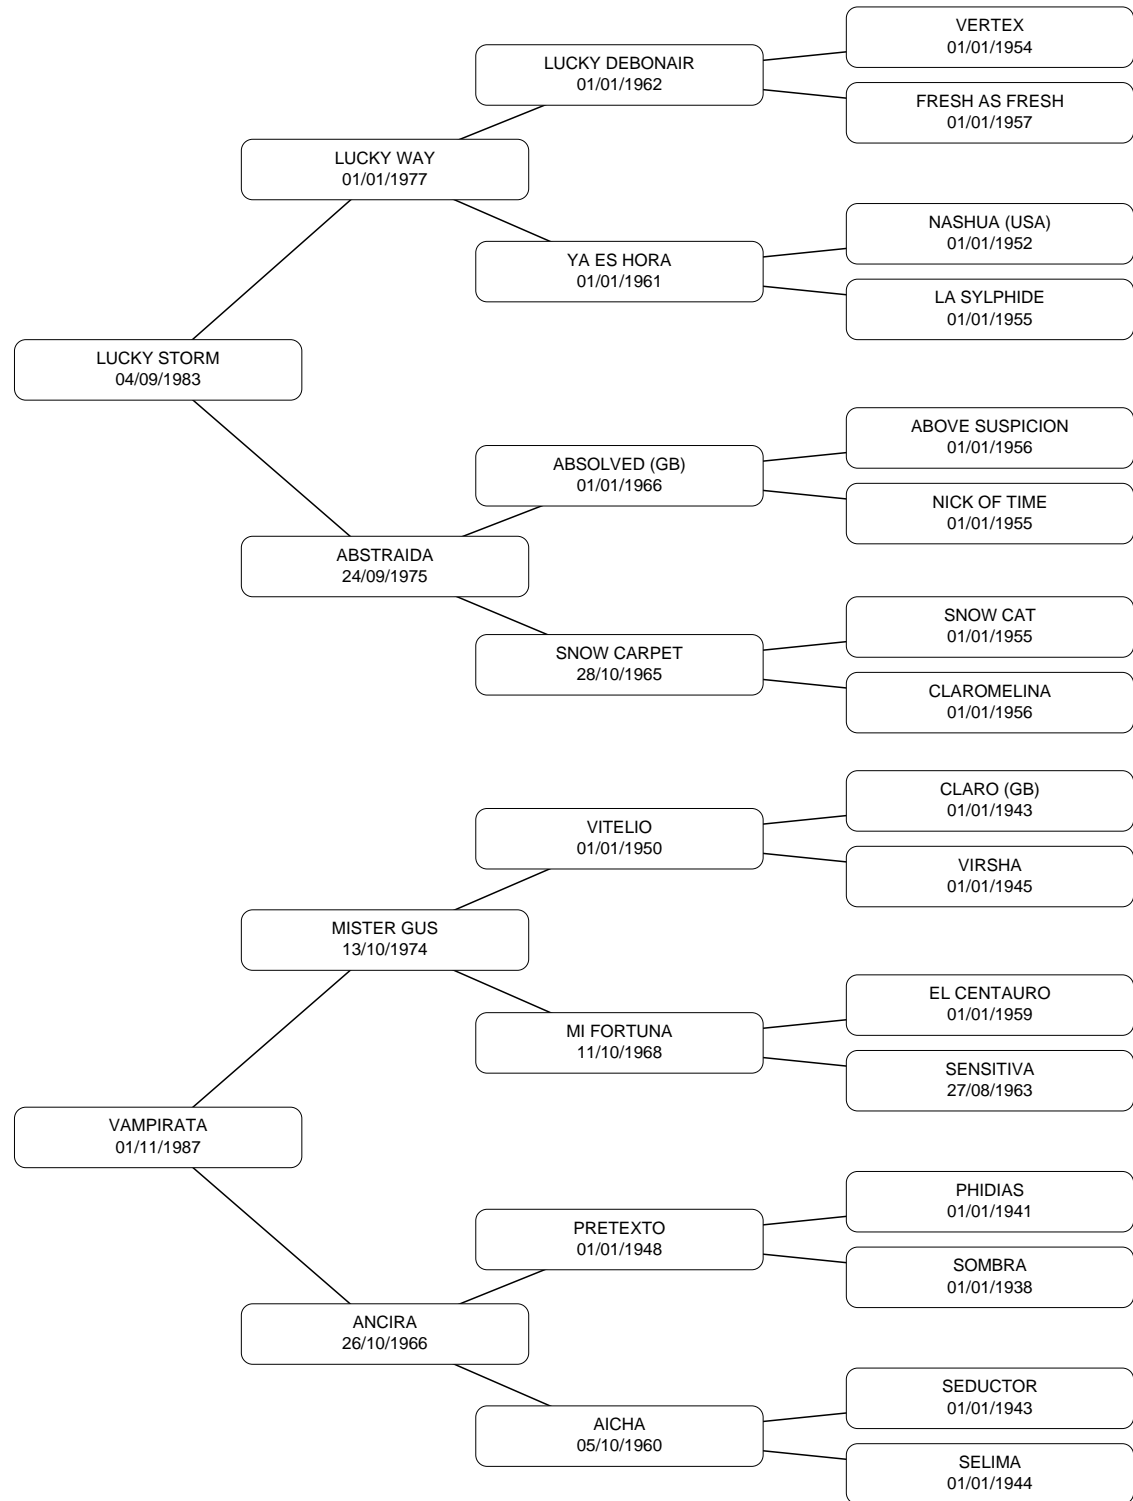 VERTEX
01/01/1954
LUCKY DEBONAIR
01/01/1962
FRESH AS FRESH
01/01/1957
LUCKY WAY
01/01/1977
NASHUA (USA)
01/01/1952
YA ES HORA
01/01/1961
LA SYLPHIDE
01/01/1955
LUCKY STORM
04/09/1983
ABOVE SUSPICION
01/01/1956
ABSOLVED (GB)
01/01/1966
NICK OF TIME
01/01/1955
ABSTRAIDA
24/09/1975
SNOW CAT
01/01/1955
SNOW CARPET
28/10/1965
CLAROMELINA
01/01/1956
CLARO (GB)
01/01/1943
VITELIO
01/01/1950
VIRSHA
01/01/1945
MISTER GUS
13/10/1974
EL CENTAURO
01/01/1959
MI FORTUNA
11/10/1968
SENSITIVA
27/08/1963
VAMPIRATA
01/11/1987
PHIDIAS
01/01/1941
PRETEXTO
01/01/1948
SOMBRA
01/01/1938
ANCIRA
26/10/1966
SEDUCTOR
01/01/1943
AICHA
05/10/1960
SELIMA
01/01/1944